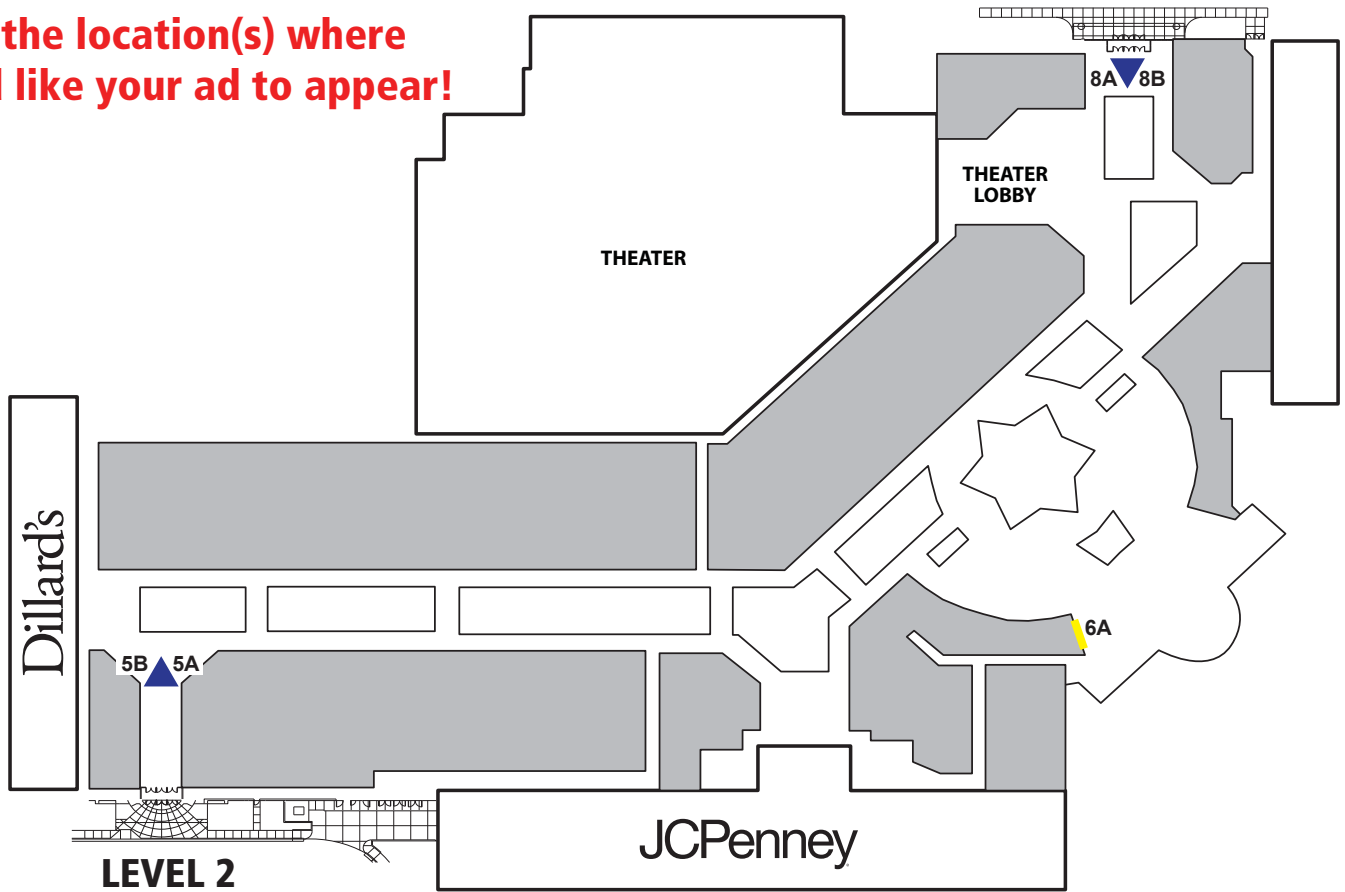 the location(s) where
like your ad to appear!
8A 8B
THEATER
LOBBY
THEATER
Dillard's
6A
5B 5A
JCPenney
LEVEL 2